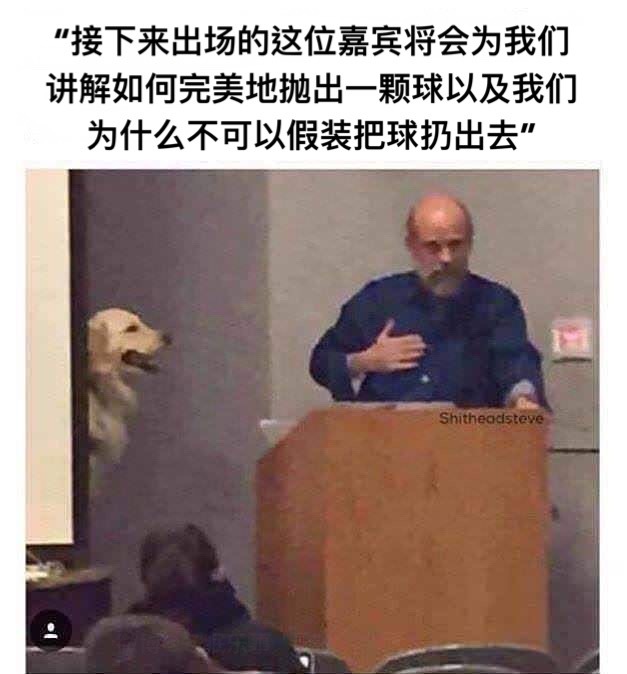 “接下来出场的这位嘉宾将会为我们
讲解如何完美地抛出一颗球以及我们
为什么不可以假装把球扔出去”
Shitheadsteve